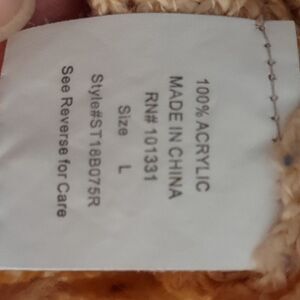 100% ACRYLIC
MADE IN CHINA
RN# 101331
Size L
Style#ST18B075R
See Reverse for Care